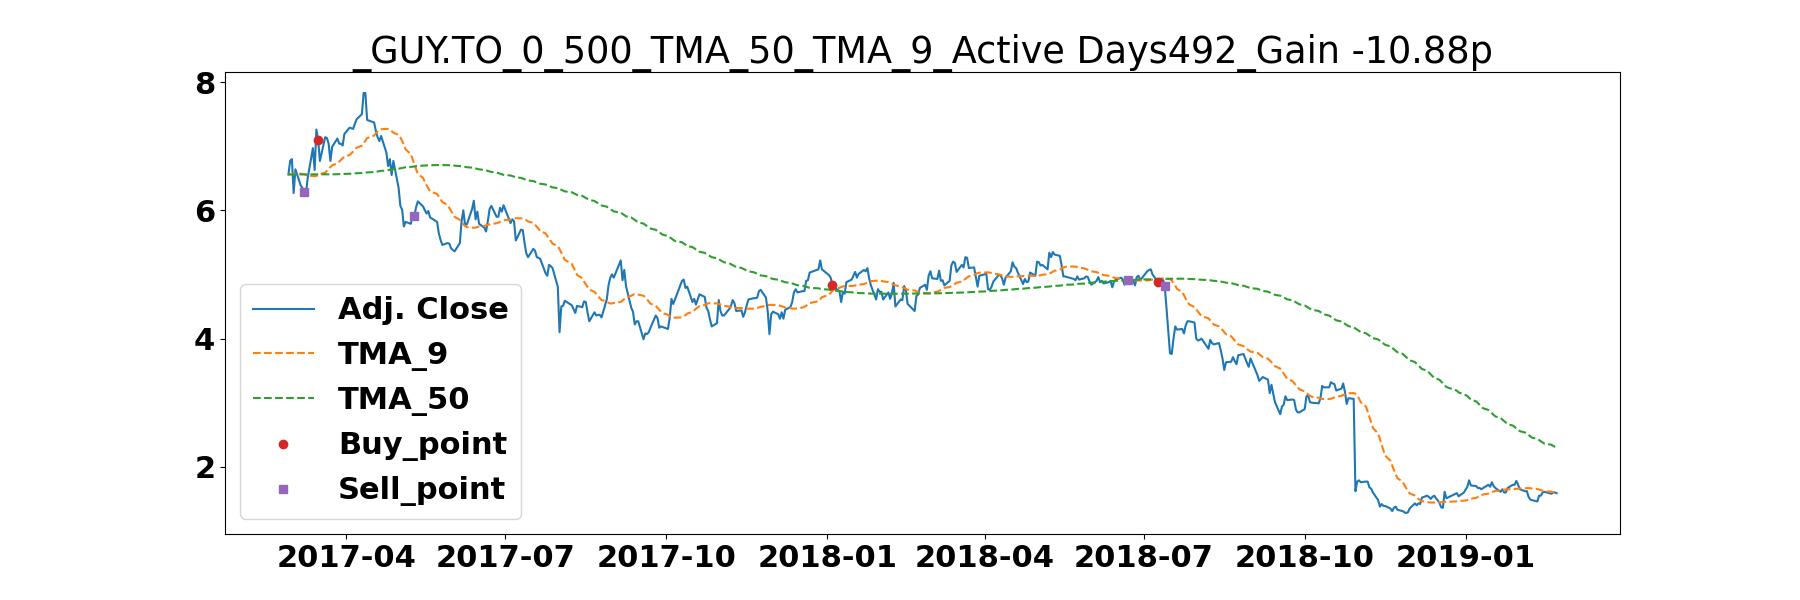 _GUY.TO_0_500_TMA_50_TMA_9_Active Days492_Gain -10.88p
8
6
4
2
Adj. Close
TMA_9
TMA_50
Buy_point
Sell_point
2017-04 2017-07 2017-10 2018-01 2018-04 2018-07 2018-10 2019-01